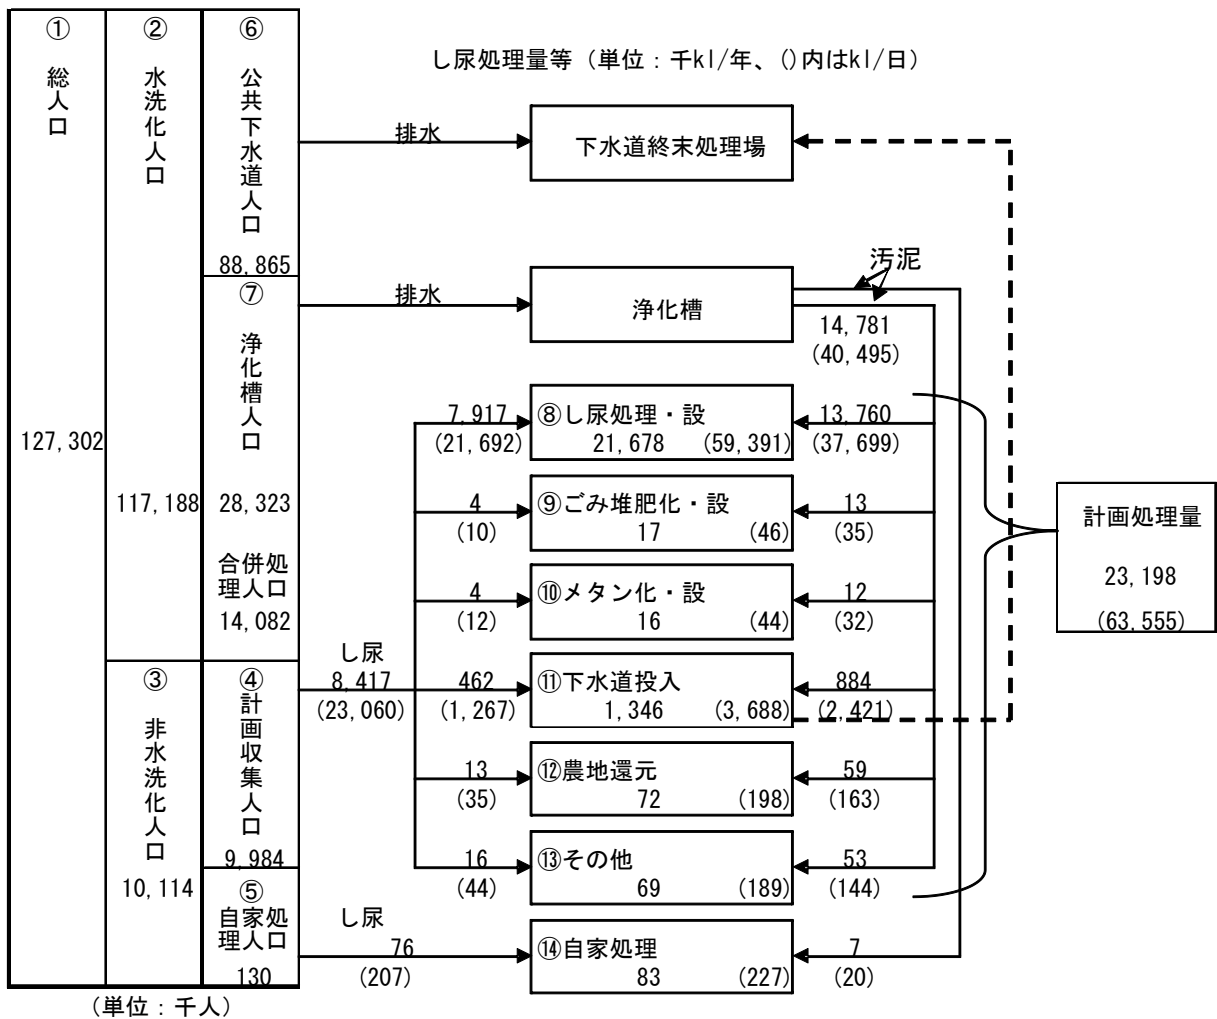 し尿処理量等（単位：千kl/年、()内はkl/日）
①
総人口
127,302
②
水洗化人口
117,188
⑥
公共下水道人口
88,865
⑦
浄化槽人口
28,323
合併処
理人口
14,082
③
非水洗化人口
10,114
④
計画収集人口
9,984
⑤
自家処
理人口
130
（単位：千人）
排水
下水道終末処理場
排水
浄化槽
汚泥
14,781
(40,495)
し尿
8,417
(23,060)
7,917
(21,692)
⑧し尿処理・設
21,678 (59,391)
13,760
(37,699)
4
(10)
⑨ごみ堆肥化・設
17 (46)
13
(35)
4
(12)
⑩メタン化・設
16 (44)
12
(32)
462
(1,267)
⑪下水道投入
1,346 (3,688)
884
(2,421)
13
(35)
⑫農地還元
72 (198)
59
(163)
16
(44)
⑬その他
69 (189)
53
(144)
し尿
76
(207)
⑭自家処理
83 (227)
7
(20)
計画処理量
23,198
(63,555)